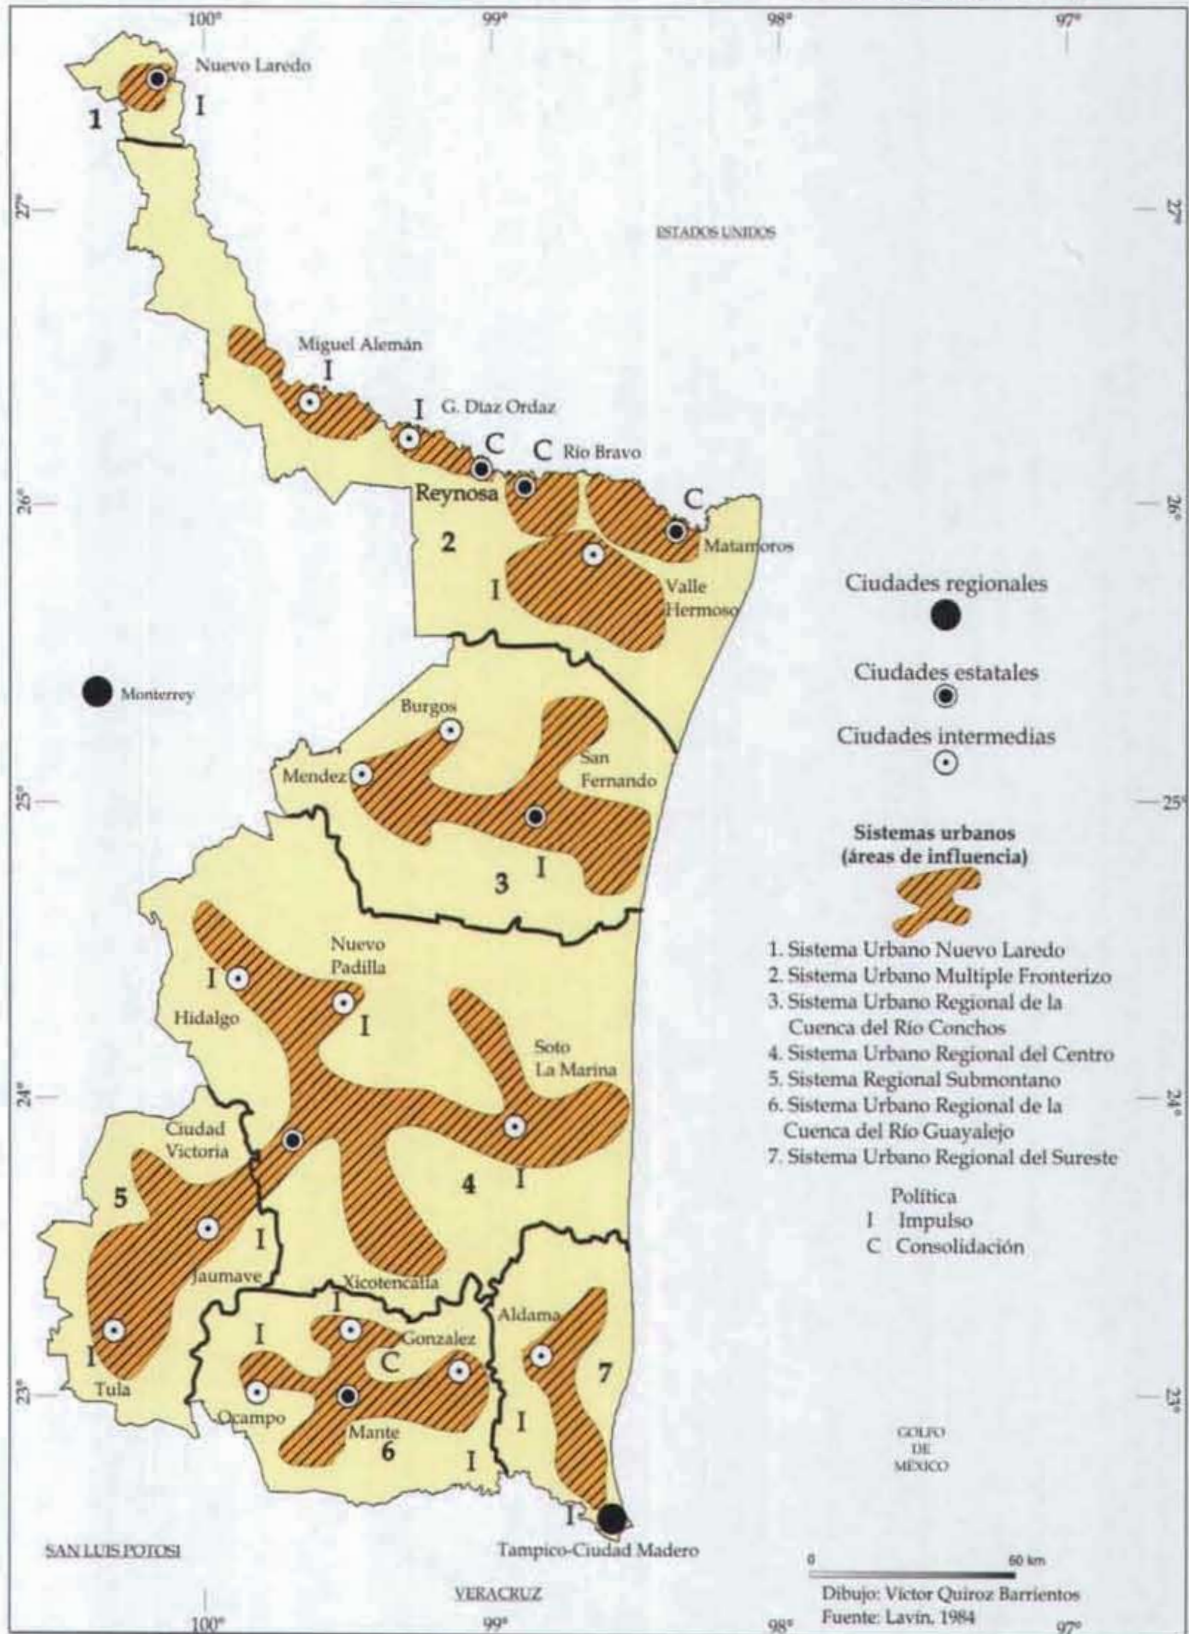 100°
99°
98°
97°
Nuevo Laredo
1
I
27°
27°
ESTADOS UNIDOS
Miguel Alemán
I
I
G. Diaz Ordaz
C
C
Río Bravo
Reynosa
C
26°
26°
2
Matamoros
I
Valle
Hermoso
Ciudades regionales
Monterrey
Ciudades estatales
Burgos
Ciudades intermedias
San
Fernando
Mendez
25°
25°
Sistemas urbanos
(áreas de influencia)
3
I
1. Sistema Urbano Nuevo Laredo
2. Sistema Urbano Multiple Fronterizo
3. Sistema Urbano Regional de la
Cuenca del Río Conchos
4. Sistema Urbano Regional del Centro
5. Sistema Regional Submontano
6. Sistema Urbano Regional de la
Cuenca del Río Guayalejo
7. Sistema Urbano Regional del Sureste
Política
I Impulso
C Consolidación
Nuevo
Padilla
I
Hidalgo
I
Soto
La Marina
24°
24°
Ciudad
Victoria
I
4
I
5
I
Jaumave
Xicotencatla
I
Aldama
I
Gonzalez
C
7
I
Tula
23°
23°
Ocampo
Mante
6
I
I
GOLFO
DE
MÉXICO
I
Tampico-Ciudad Madero
SAN LUIS POTOSI
VERACRUZ
0 60 km
Dibujo: Víctor Quiroz Barrientos
Fuente: Lavín, 1984
100°
99°
98°
97°